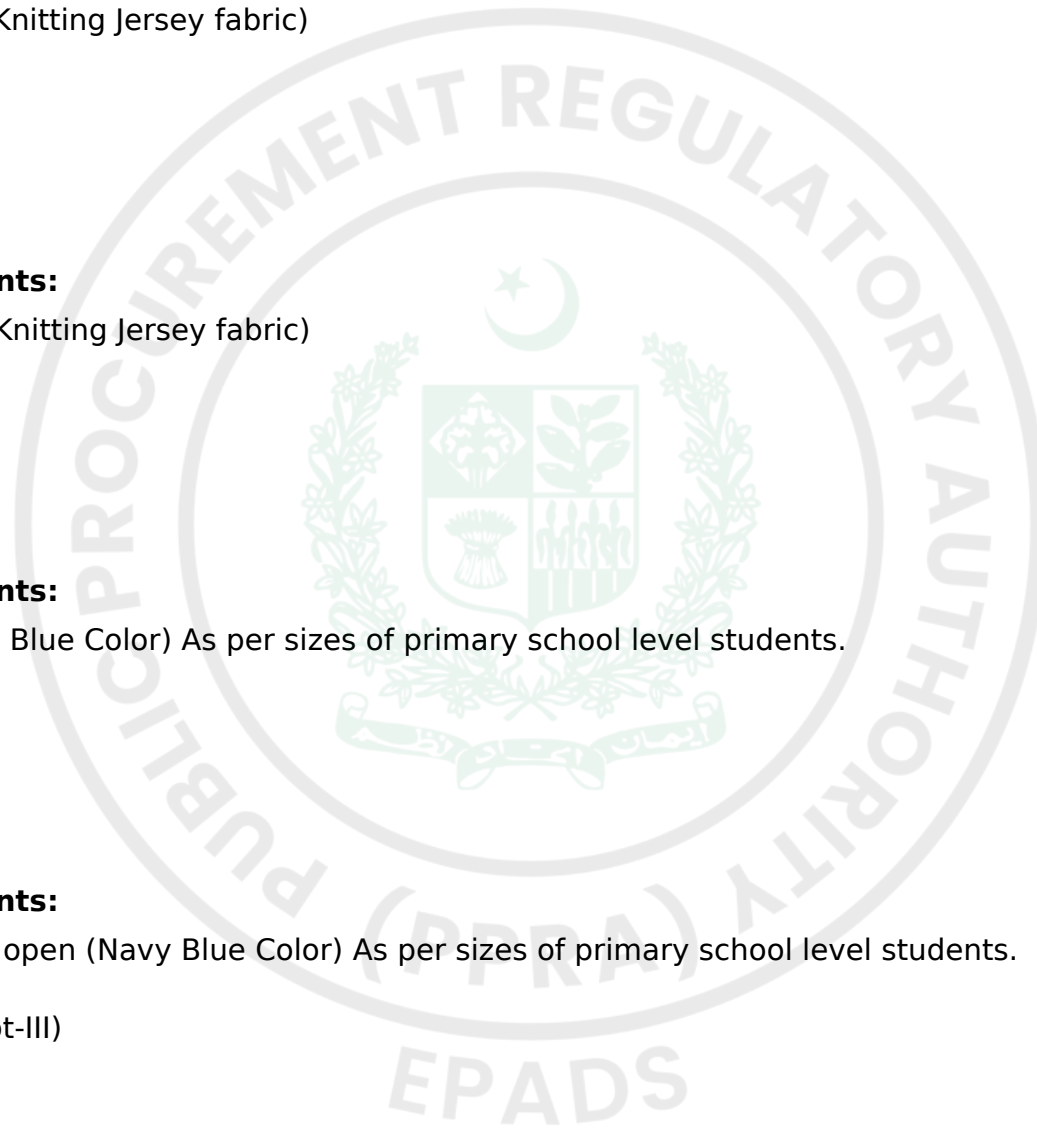 Knitting Jersey fabric)
nts:
Knitting Jersey fabric)
nts:
Blue Color) As per sizes of primary school level students.
nts:
open (Navy Blue Color) As per sizes of primary school level students.
ot-III)
PUBLIC PROCUREMENT REGULATORY AUTHORITY
(PPRA)
EPADS